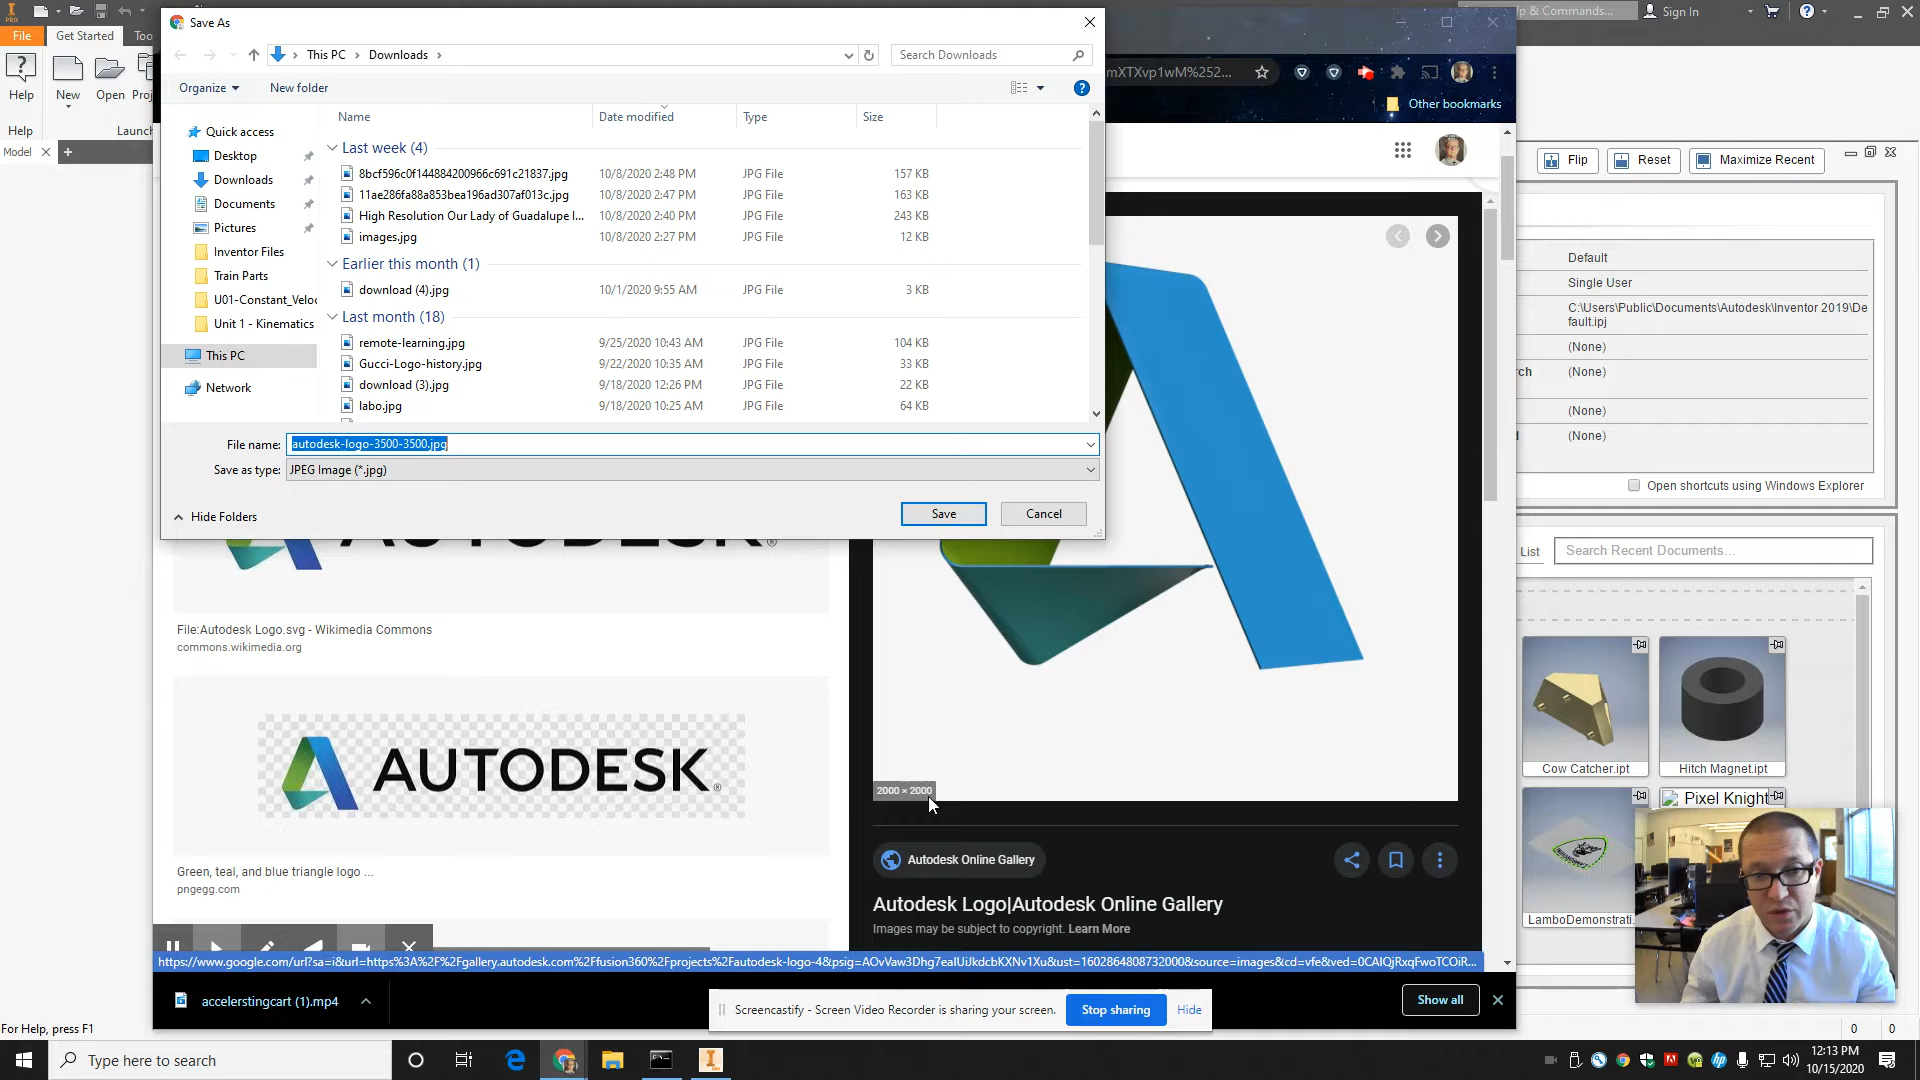 Save As
& Commands...
Sign In
File
Get Started
Too
This PC
Downloads
Search Downloads
mXTXvp1wM%252...
Help
New
Open
Proj
Organize
New folder
Other bookmarks
Help
Launch
Name
Date modified
Type
Size
Model
Quick access
Desktop
Downloads
Documents
Pictures
Inventor Files
Train Parts
U01-Constant_Veloc
Unit 1 - Kinematics
This PC
Network
Last week (4)
8bcf596c0f144884200966c691c21837.jpg 10/8/2020 2:48 PM JPG File 157 KB
11ae286fa88a853bea196ad307af013c.jpg 10/8/2020 2:47 PM JPG File 163 KB
High Resolution Our Lady of Guadalupe I... 10/8/2020 2:40 PM JPG File 243 KB
images.jpg 10/8/2020 2:27 PM JPG File 12 KB
Earlier this month (1)
download (4).jpg 10/1/2020 9:55 AM JPG File 3 KB
Last month (18)
remote-learning.jpg 9/25/2020 10:43 AM JPG File 104 KB
Gucci-Logo-history.jpg 9/22/2020 10:35 AM JPG File 33 KB
download (3).jpg 9/18/2020 12:26 PM JPG File 22 KB
labo.jpg 9/18/2020 10:25 AM JPG File 64 KB
File name: autodesk-logo-3500-3500.jpg
Save as type: JPEG Image (*.jpg)
Hide Folders
Save
Cancel
Flip
Reset
Maximize Recent
Default
Single User
C:\Users\Public\Documents\Autodesk\Inventor 2019\De
fault.ipj
(None)
rch
(None)
(None)
(None)
Open shortcuts using Windows Explorer
List
Search Recent Documents...
Cow Catcher.ipt
Hitch Magnet.ipt
Pixel Knight
LamboDemonstrati
File:Autodesk Logo.svg - Wikimedia Commons
commons.wikimedia.org
AUTODESK®
Green, teal, and blue triangle logo ...
pngegg.com
2000 × 2000
Autodesk Online Gallery
Autodesk Logo|Autodesk Online Gallery
Images may be subject to copyright. Learn More
accelerstingcart (1).mp4
Screencastify - Screen Video Recorder is sharing your screen.
Stop sharing
Hide
Show all
For Help, press F1
0 0
Type here to search
12:13 PM
10/15/2020